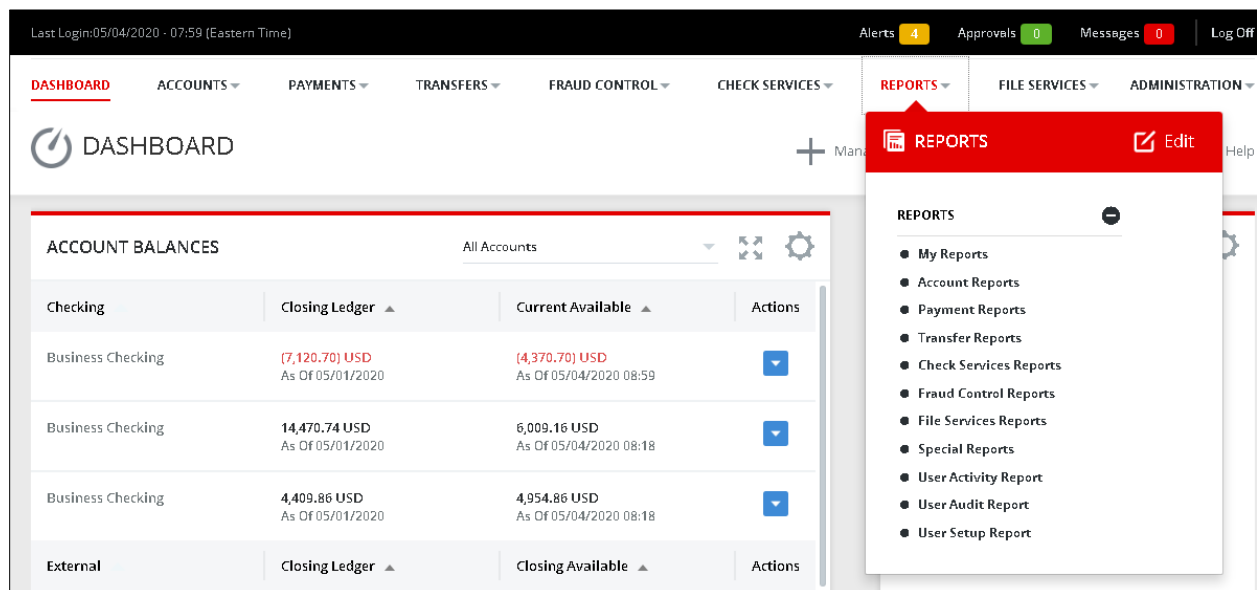 Last Login:05/04/2020 - 07:59 (Eastern Time)
Alerts 4 Approvals 0 Messages 0 Log Off
DASHBOARD ACCOUNTS PAYMENTS TRANSFERS FRAUD CONTROL CHECK SERVICES REPORTS FILE SERVICES ADMINISTRATION
DASHBOARD
Help
ACCOUNT BALANCES All Accounts
Checking Closing Ledger Current Available Actions
Business Checking (7,120.70) USD (4,370.70) USD
As Of 05/01/2020 As Of 05/04/2020 08:59
Business Checking 14,470.74 USD 6,009.16 USD
As Of 05/01/2020 As Of 05/04/2020 08:18
Business Checking 4,409.86 USD 4,954.86 USD
As Of 05/01/2020 As Of 05/04/2020 08:18
External Closing Ledger Closing Available Actions
REPORTS Edit
REPORTS
My Reports
Account Reports
Payment Reports
Transfer Reports
Check Services Reports
Fraud Control Reports
File Services Reports
Special Reports
User Activity Report
User Audit Report
User Setup Report